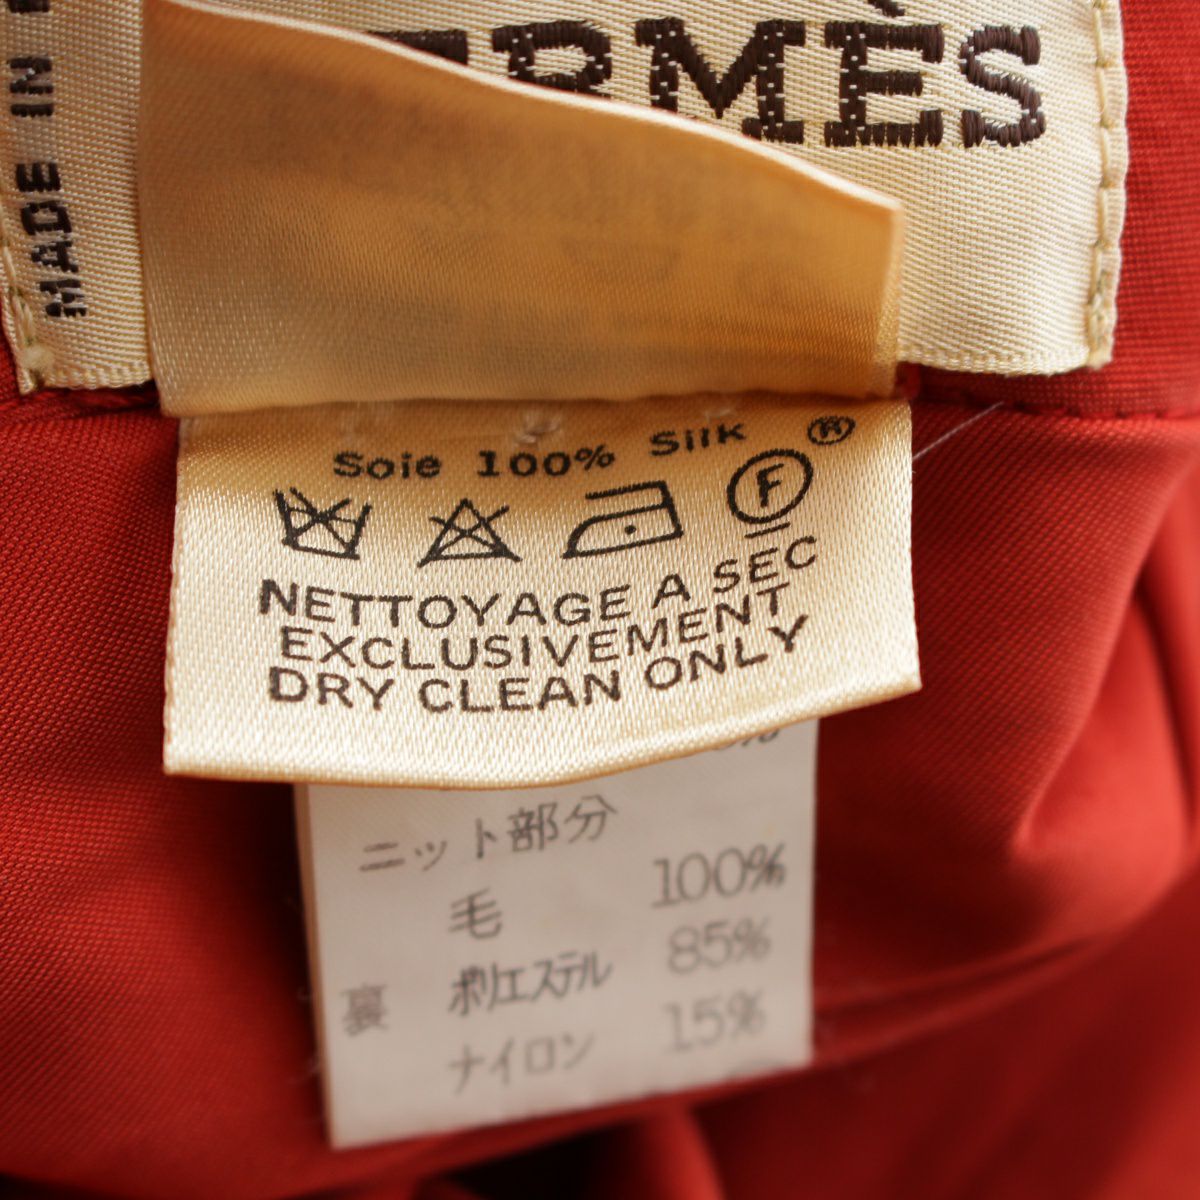 MADE IN
ERMÈS
Soie 100% Silk ®
F
NETTOYAGE A SEC
EXCLUSIVEMENT
DRY CLEAN ONLY
ニット部分
毛 100%
裏 ポリエステル 85%
ナイロン 15%